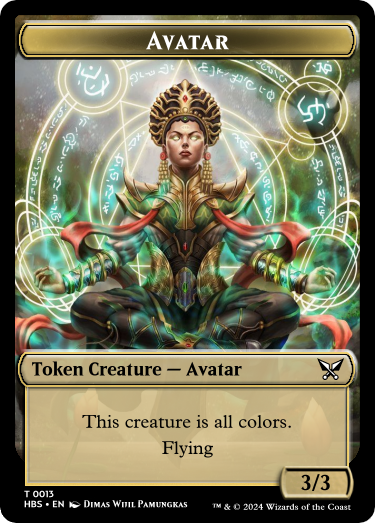 Avatar
Token Creature — Avatar
This creature is all colors.
Flying
3/3
T 0013
HBS • EN Dimas Wijil Pamungkas
™ & © 2024 Wizards of the Coast